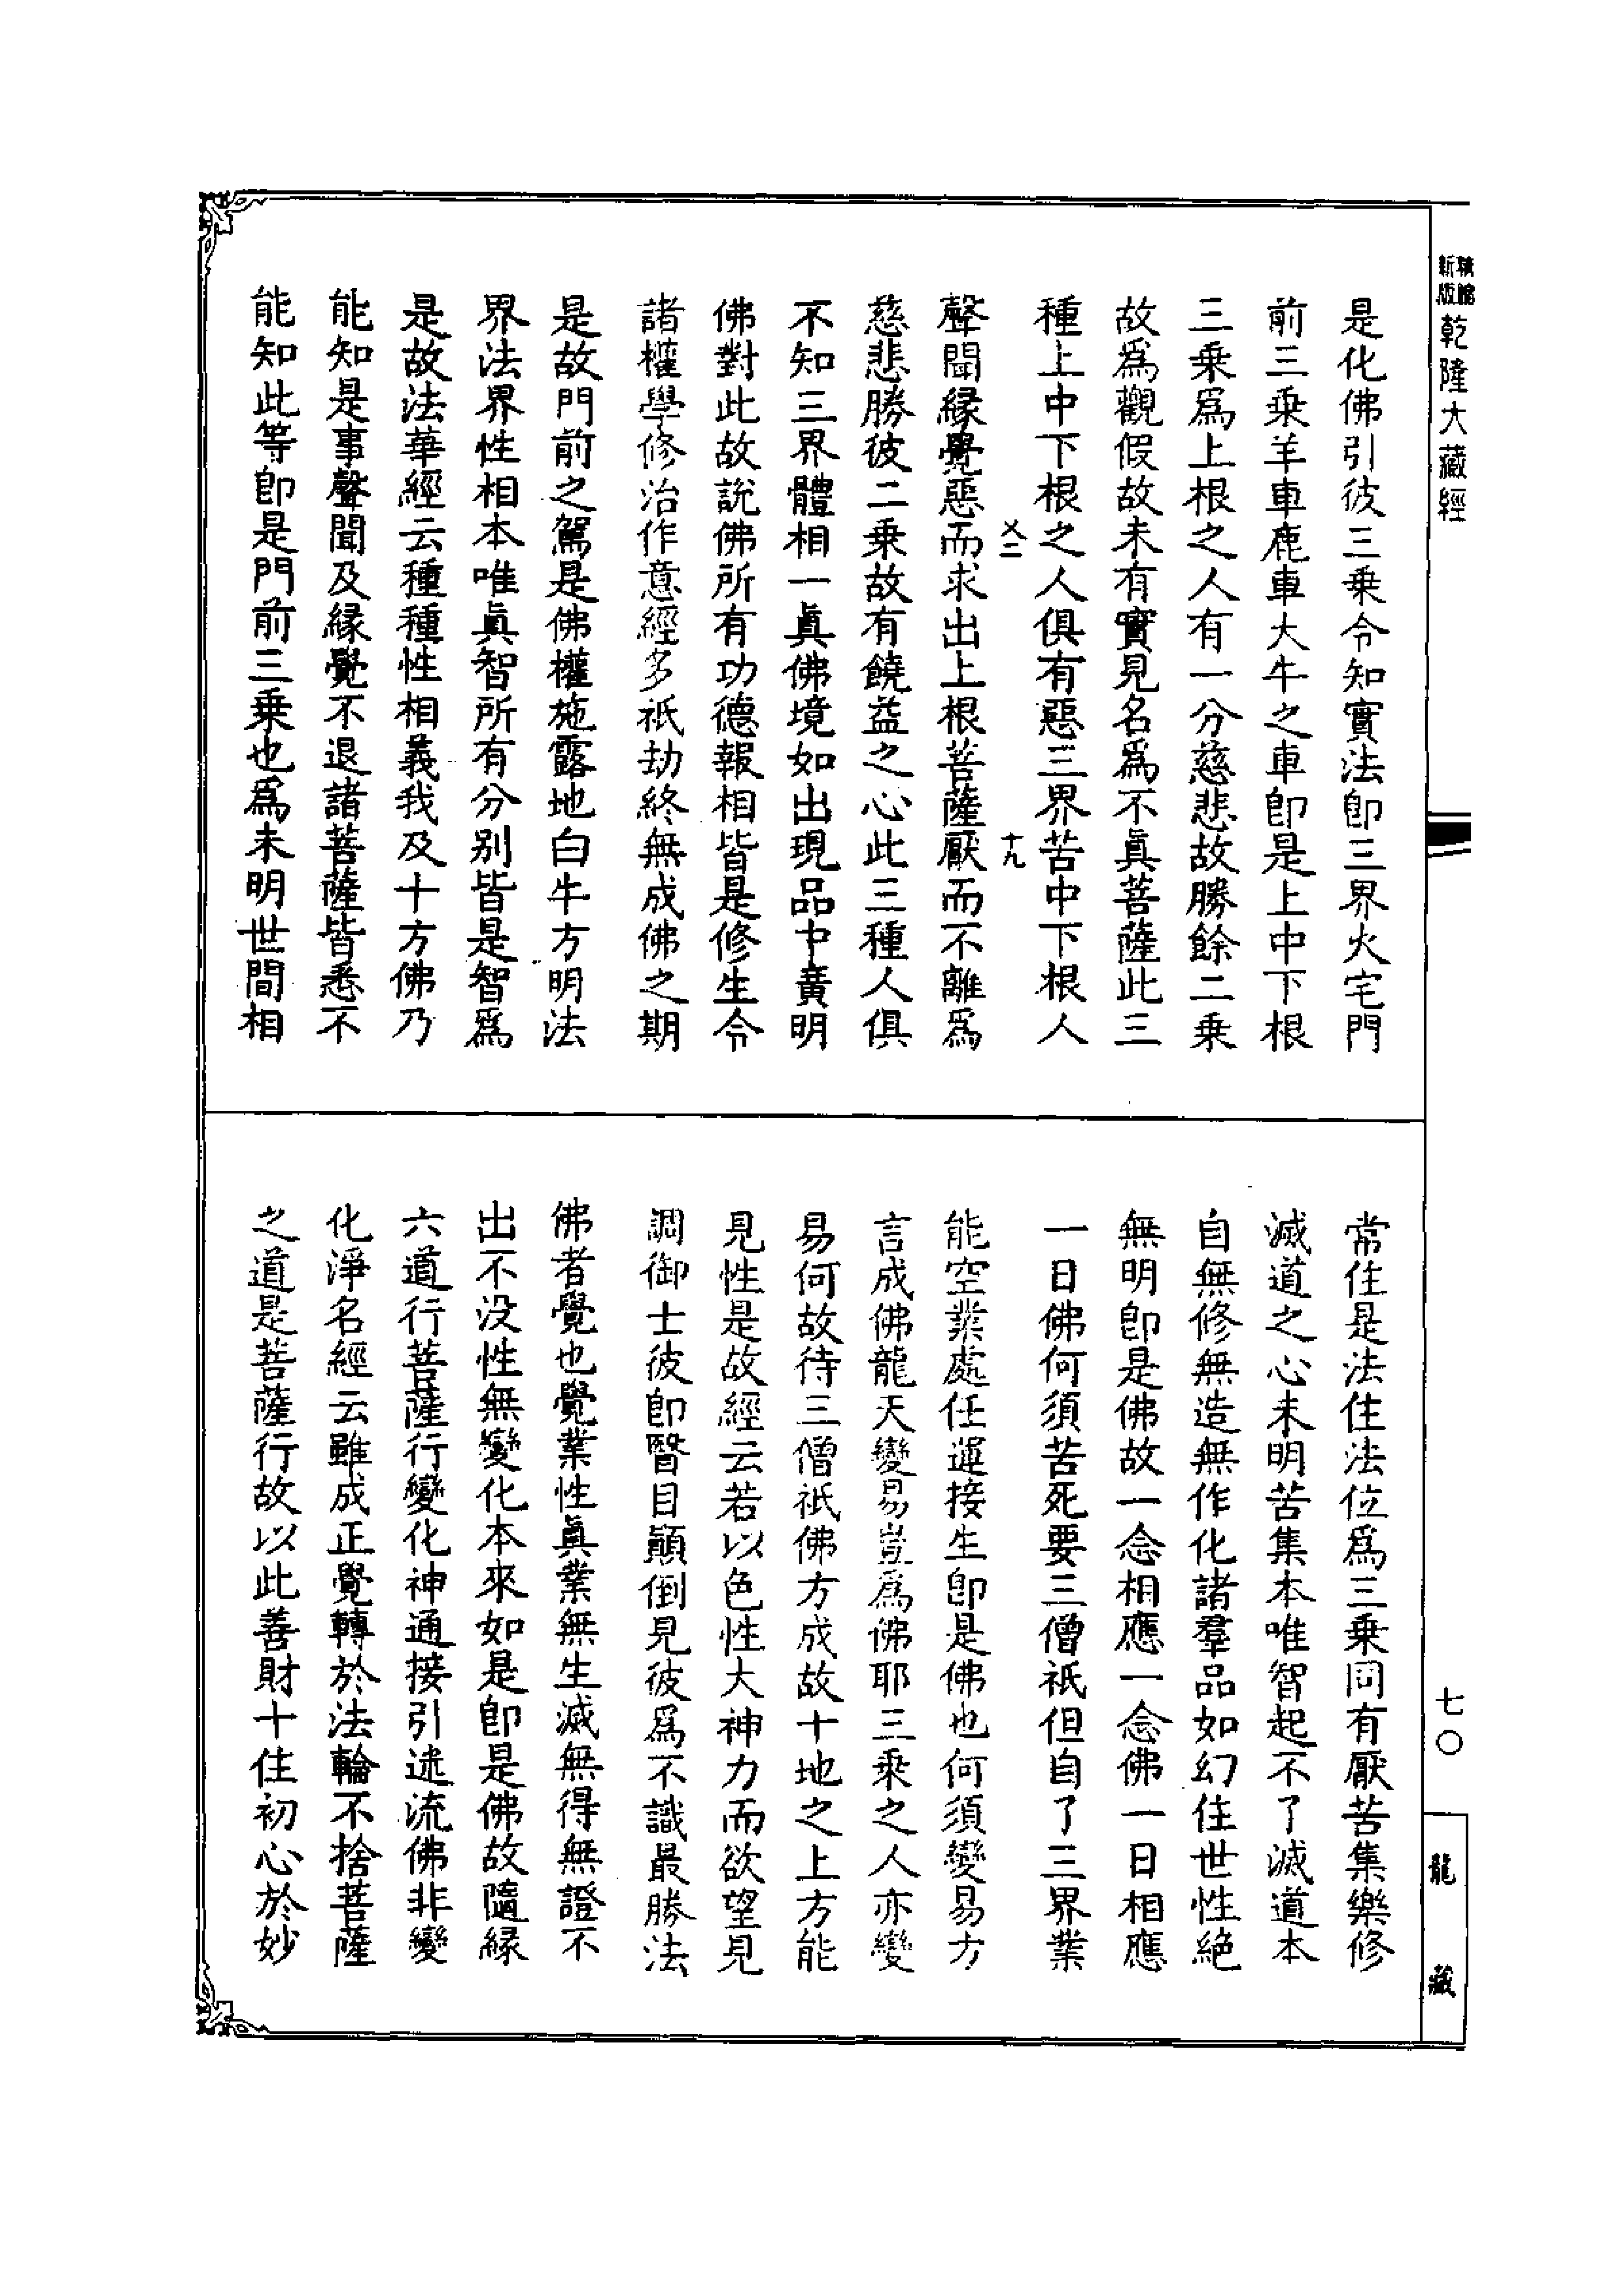 新版
乾隆大藏經
是化佛引彼三乘令知實法卽三界火宅門
前三乘羊車鹿車大牛之車卽是上中下根
三乘爲上根之人有一分慈悲故勝餘二乘
故爲觀假故未有實見名爲不眞菩薩此三
種上中下根之人俱有惡三界苦中下根人
㐅二 十九
聲聞緣覺惡而求出上根菩薩厭而不離爲
慈悲勝彼二乘故有饒益之心此三種人俱
不知三界體相一眞佛境如出現品中廣明
佛對此故說佛所有功德報相皆是修生令
諸權學修治作意經多祇劫終無成佛之期
是故門前之駕是佛權施露地白牛方明法
界法界性相本唯眞智所有分別皆是智爲
是故法華經云種種性相義我及十方佛乃
能知是事聲聞及緣覺不退諸菩薩皆悉不
能知此等卽是門前三乘也爲未明世間相
常住是法住法位爲三乘同有厭苦集樂修
滅道之心未明苦集本唯智起不了滅道本
自無修無造無作化諸羣品如幻住世性絕
無明卽是佛故一念相應一念佛一日相應
一日佛何須苦死要三僧祇但自了三界業
能空業處任運接生卽是佛也何須變易方
言成佛龍天變易豈爲佛耶三乘之人亦變
易何故待三僧祇佛方成故十地之上方能
見性是故經云若以色性大神力而欲望見
調御士彼卽瞖目顚倒見彼爲不識最勝法
佛者覺也覺業性眞業無生滅無得無證不
出不沒性無變化本來如是卽是佛故隨緣
六道行菩薩行變化神通接引迷流佛非變
化淨名經云雖成正覺轉於法輪不捨菩薩
之道是菩薩行故以此善財十住初心於妙
七〇
龍藏